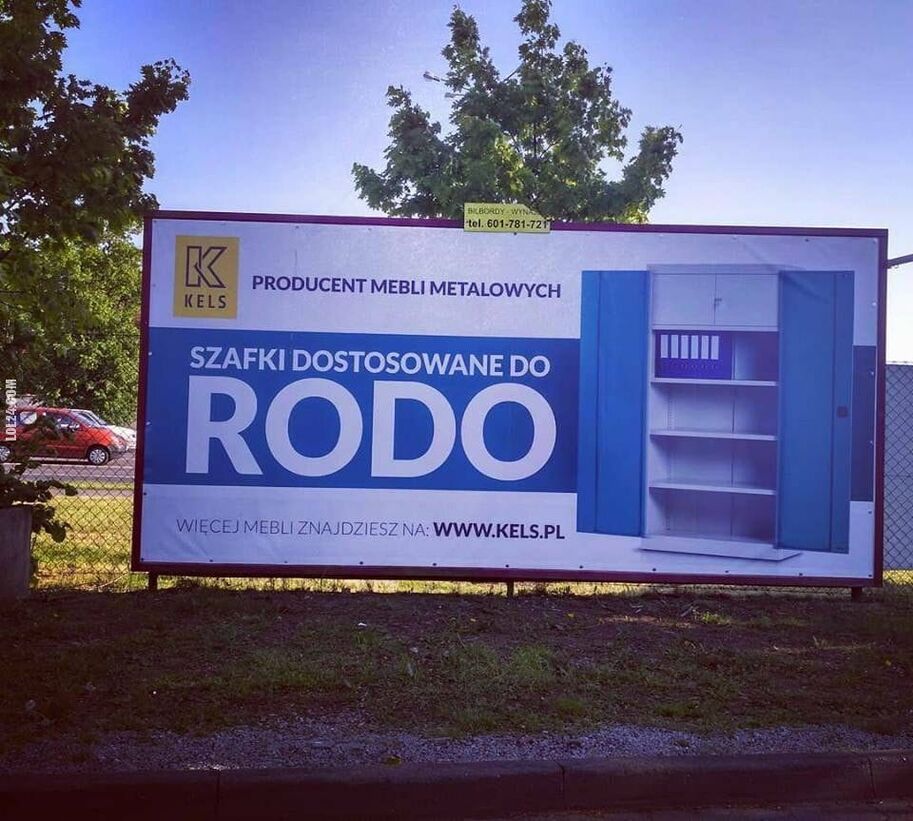 BILBORDY - WYNAJEM
tel. 601-781-721
KELS
PRODUCENT MEBLI METALOWYCH
SZAFKI DOSTOSOWANE DO
RODO
WIĘCEJ MEBLI ZNAJDZIESZ NA: WWW.KELS.PL
LOL24.COM